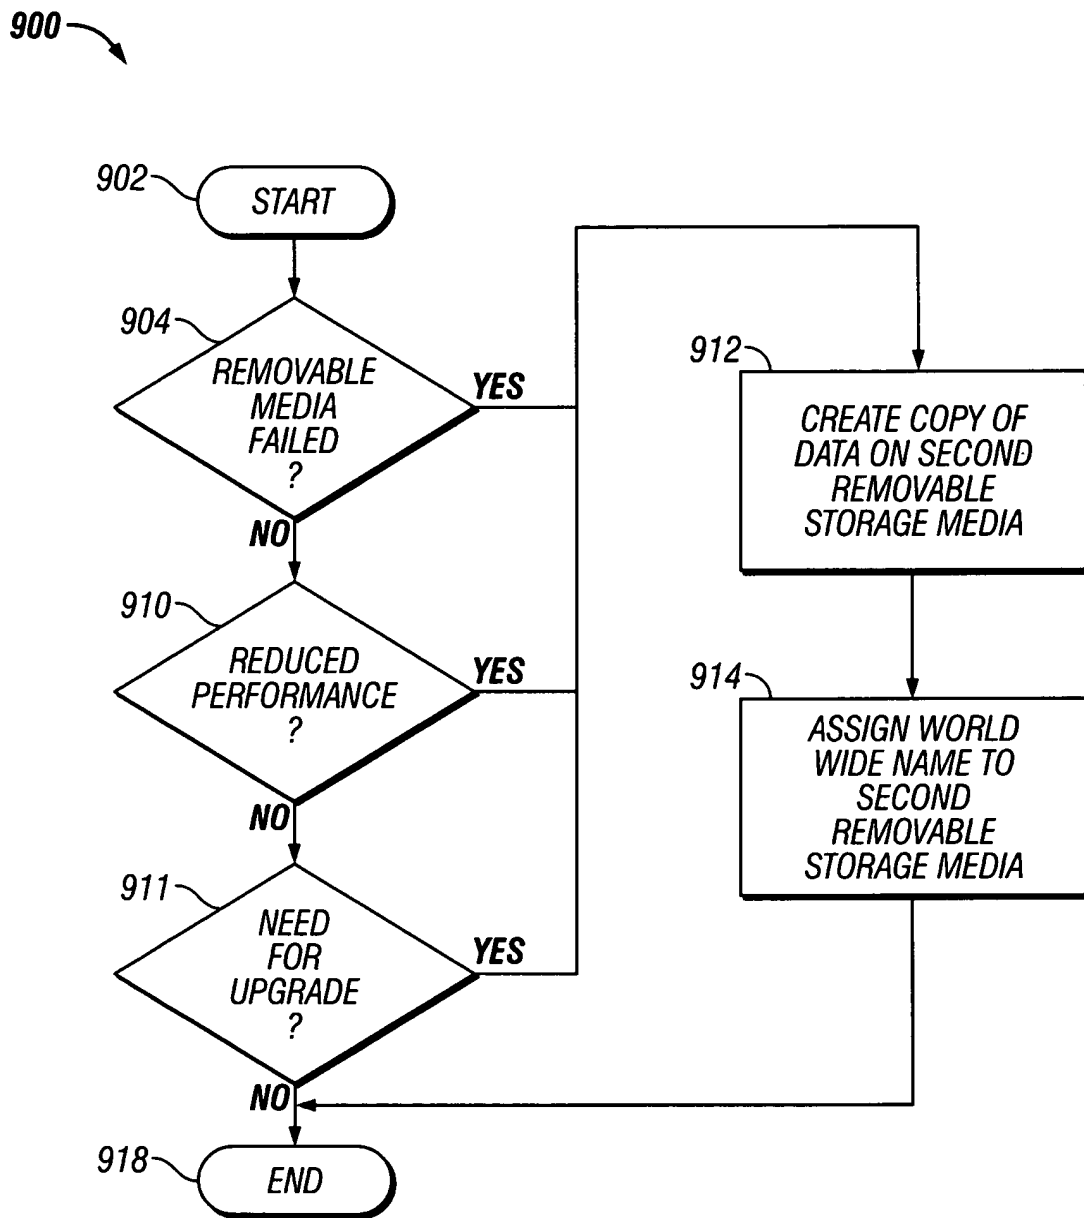 900
902
START
904
REMOVABLE
MEDIA
FAILED
?
YES
NO
910
REDUCED
PERFORMANCE
?
YES
NO
911
NEED
FOR
UPGRADE
?
YES
NO
918
END
912
CREATE COPY OF
DATA ON SECOND
REMOVABLE
STORAGE MEDIA
914
ASSIGN WORLD
WIDE NAME TO
SECOND
REMOVABLE
STORAGE MEDIA